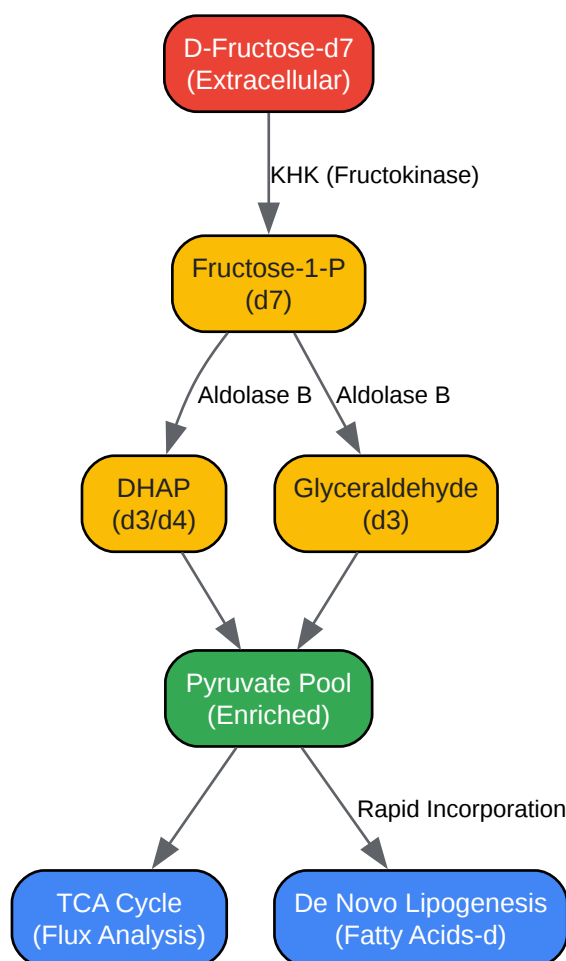 D-Fructose-d7
(Extracellular)
KHK (Fructokinase)
Fructose-1-P
(d7)
Aldolase B
Aldolase B
DHAP
(d3/d4)
Glyceraldehyde
(d3)
Pyruvate Pool
(Enriched)
Rapid Incorporation
TCA Cycle
(Flux Analysis)
De Novo Lipogenesis
(Fatty Acids-d)